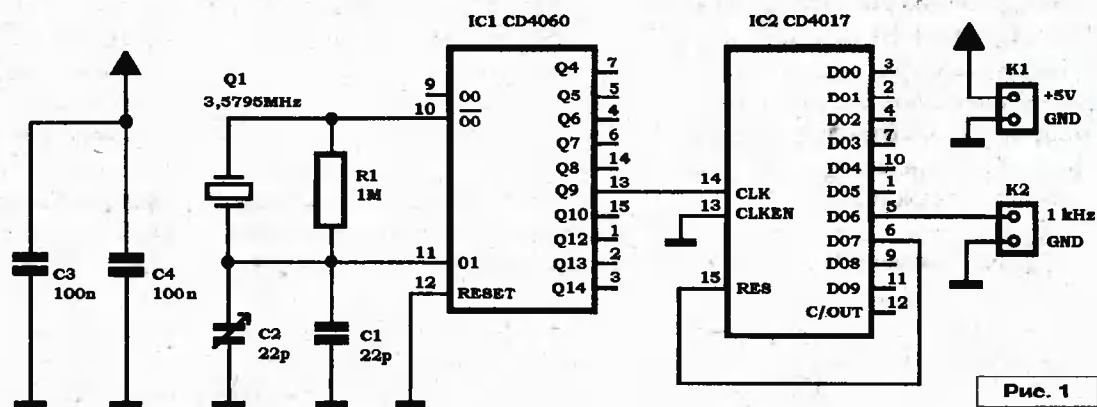 IC1 CD4060
IC2 CD4017
Q1
3,5795MHz
R1
1M
C3
100n
C4
100n
C2
22p
C1
22p
9
10
11
12
OO
OO
O1
RESET
Q4 7
Q5 5
Q6 4
Q7 6
Q8 14
Q9 13
Q10 15
Q12 1
Q13 2
Q14 3
14 CLK
13 CLKEN
15 RES
DO0 3
DO1 2
DO2 4
DO3 7
DO4 10
DO5 1
DO6 5
DO7 6
DO8 9
DO9 11
C/OUT 12
K1
+5V
GND
K2
1 kHz
GND
Рис. 1